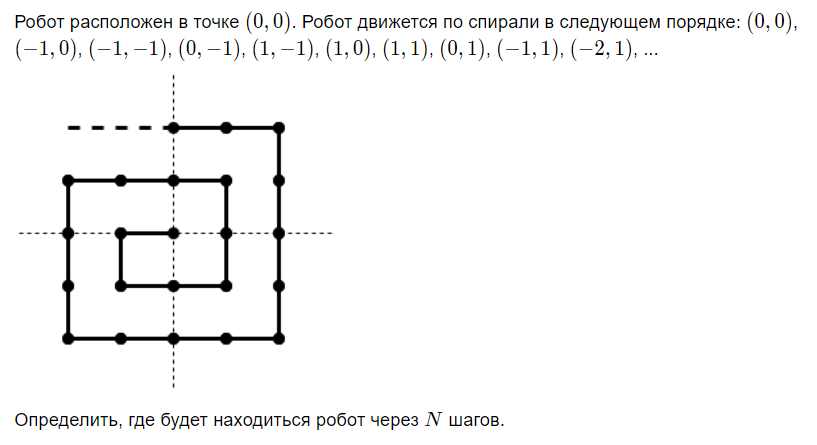 Робот расположен в точке (0, 0). Робот движется по спирали в следующем порядке: (0, 0),
(−1, 0), (−1, −1), (0, −1), (1, −1), (1, 0), (1, 1), (0, 1), (−1, 1), (−2, 1), ...
Определить, где будет находиться робот через N шагов.